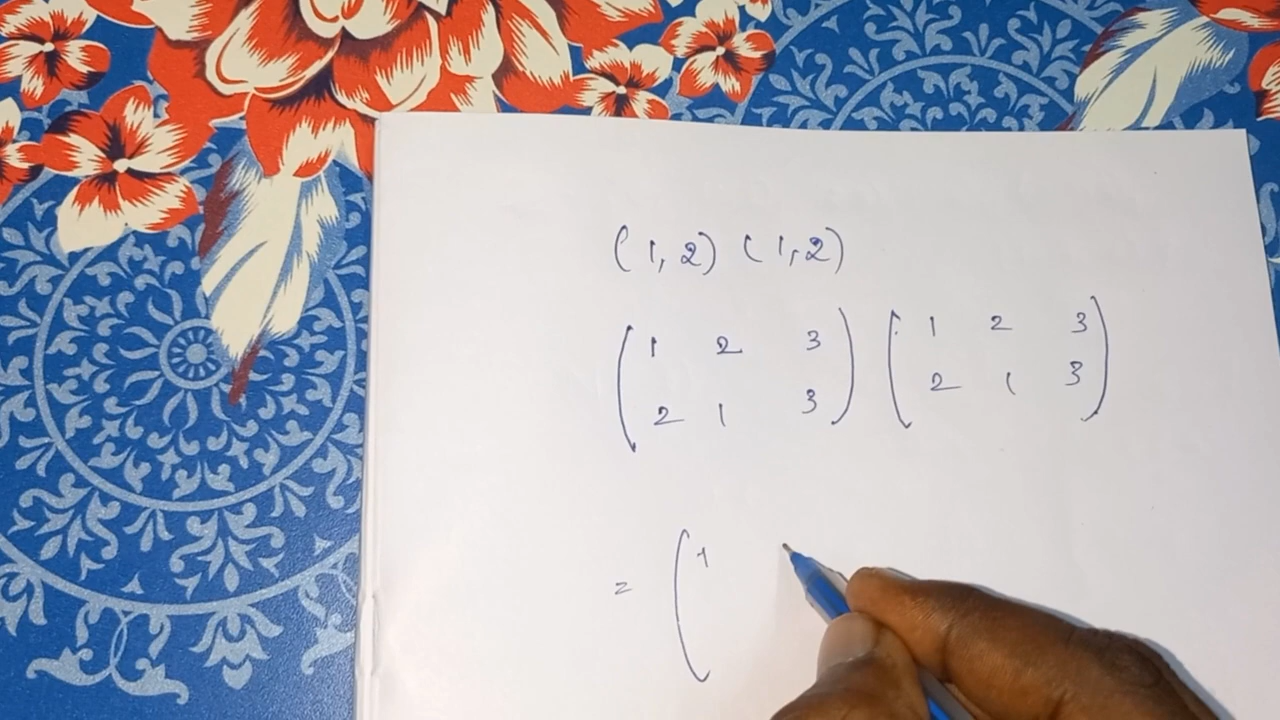 (1,2) (1,2)
( 1 2 3 ) ( 1 2 3 )
( 2 1 3 ) ( 2 1 3 )
= ( 1